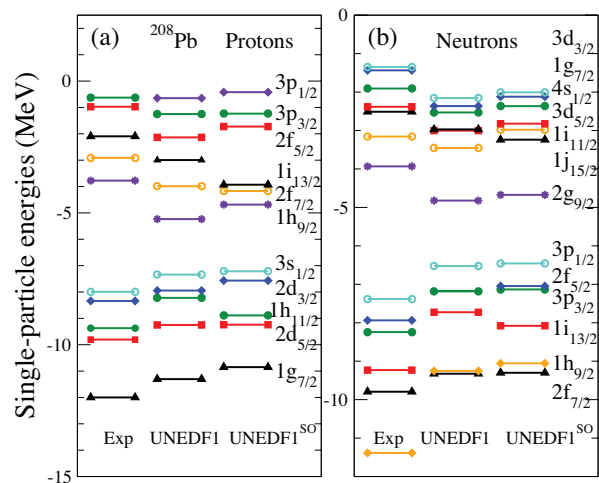 Single-particle energies (MeV)
0
-5
-10
-15
(a) ²⁰⁸Pb Protons
3p₁/₂
3p₃/₂
2f₅/₂
1i₁₃/₂
2f₇/₂
1h₉/₂
3s₁/₂
2d₃/₂
1h₁₁/₂
2d₅/₂
1g₇/₂
Exp UNEDF1 UNEDF1ˢᴼ
0
-5
-10
(b) Neutrons
3d₃/₂
1g₇/₂
4s₁/₂
3d₅/₂
1i₁₁/₂
1j₁₅/₂
2g₉/₂
3p₁/₂
2f₅/₂
3p₃/₂
1i₁₃/₂
1h₉/₂
2f₇/₂
Exp UNEDF1 UNEDF1ˢᴼ